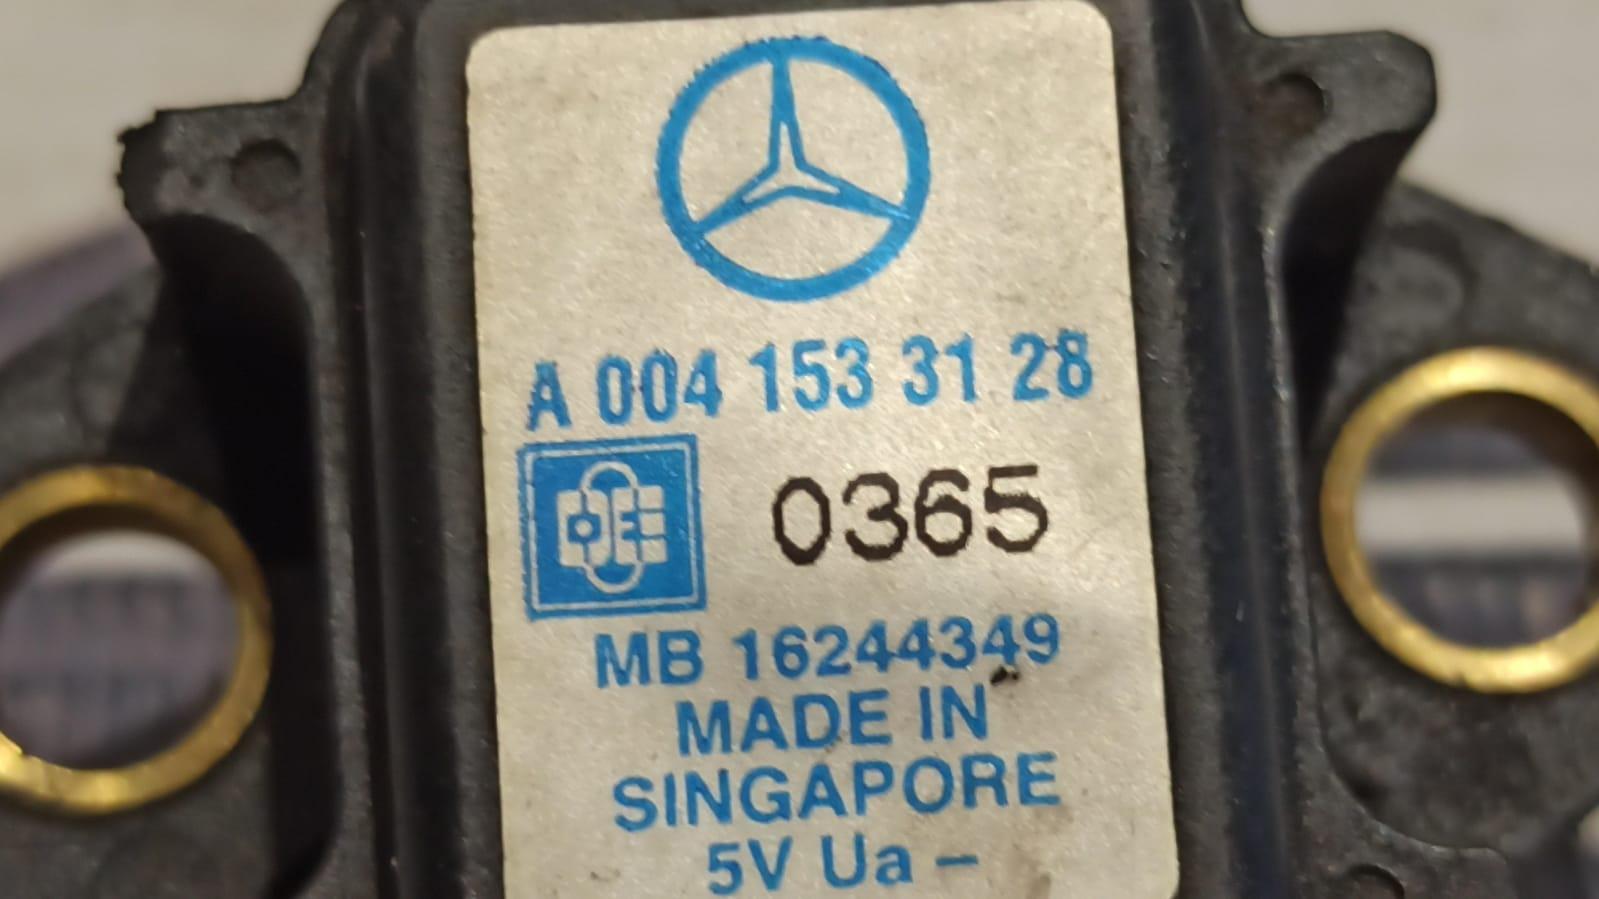 A 004 153 31 28
0365
MB 16244349
MADE IN
SINGAPORE
5V Ua –